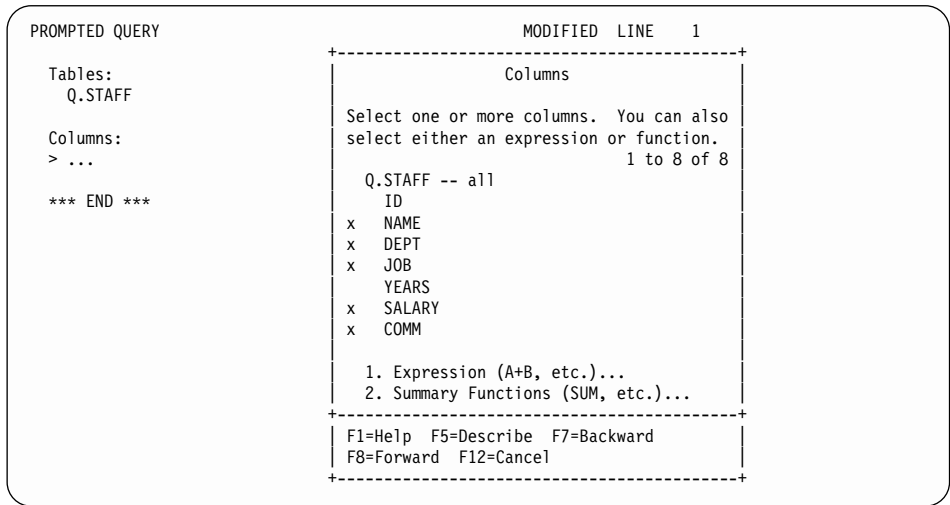 PROMPTED QUERY MODIFIED LINE 1
+-------------------------------------------+
Tables: | Columns |
Q.STAFF | |
| Select one or more columns. You can also |
Columns: | select either an expression or function. |
> ... | 1 to 8 of 8 |
| Q.STAFF -- all |
*** END *** | ID |
| x NAME |
| x DEPT |
| x JOB |
| YEARS |
| x SALARY |
| x COMM |
| |
| 1. Expression (A+B, etc.)... |
| 2. Summary Functions (SUM, etc.)... |
+-------------------------------------------+
| F1=Help F5=Describe F7=Backward |
| F8=Forward F12=Cancel |
+-------------------------------------------+